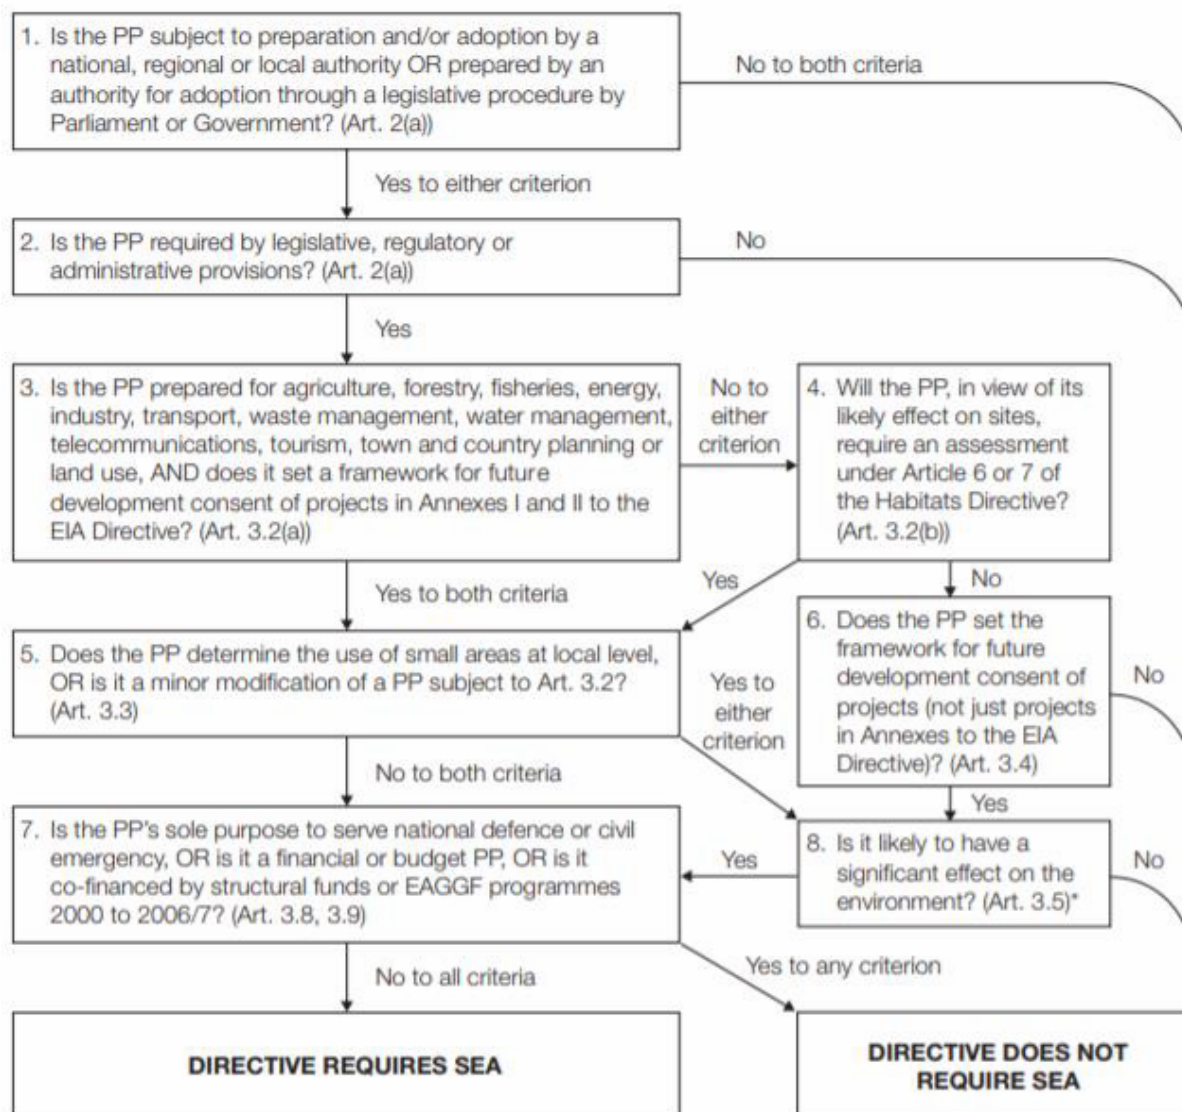 1. Is the PP subject to preparation and/or adoption by a
national, regional or local authority OR prepared by an
authority for adoption through a legislative procedure by
Parliament or Government? (Art. 2(a))
No to both criteria
Yes to either criterion
2. Is the PP required by legislative, regulatory or
administrative provisions? (Art. 2(a))
No
Yes
3. Is the PP prepared for agriculture, forestry, fisheries, energy,
industry, transport, waste management, water management,
telecommunications, tourism, town and country planning or
land use, AND does it set a framework for future
development consent of projects in Annexes I and II to the
EIA Directive? (Art. 3.2(a))
No to
either
criterion
4. Will the PP, in view of its
likely effect on sites,
require an assessment
under Article 6 or 7 of
the Habitats Directive?
(Art. 3.2(b))
Yes to both criteria
Yes
No
5. Does the PP determine the use of small areas at local level,
OR is it a minor modification of a PP subject to Art. 3.2?
(Art. 3.3)
Yes to
either
criterion
6. Does the PP set the
framework for future
development consent of
projects (not just projects
in Annexes to the EIA
Directive)? (Art. 3.4)
No
No to both criteria
Yes
7. Is the PP's sole purpose to serve national defence or civil
emergency, OR is it a financial or budget PP, OR is it
co-financed by structural funds or EAGGF programmes
2000 to 2006/7? (Art. 3.8, 3.9)
Yes
8. Is it likely to have a
significant effect on the
environment? (Art. 3.5)*
No
No to all criteria
Yes to any criterion
DIRECTIVE REQUIRES SEA
DIRECTIVE DOES NOT
REQUIRE SEA